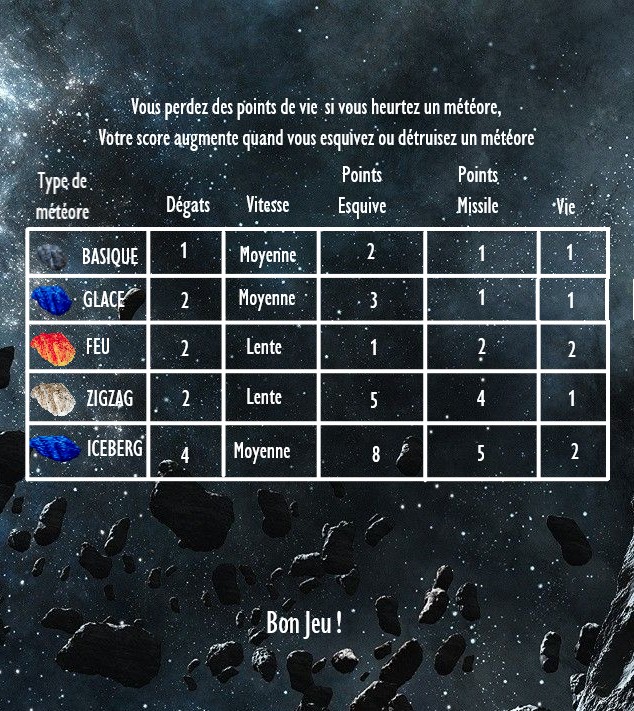 Vous perdez des points de vie si vous heurtez un météore,
Votre score augmente quand vous esquivez ou détruisez un météore
Type de météore Dégats Vitesse Points Esquive Points Missile Vie
BASIQUE 1 Moyenne 2 1 1
GLACE 2 Moyenne 3 1 1
FEU 2 Lente 1 2 2
ZIGZAG 2 Lente 5 4 1
ICEBERG 4 Moyenne 8 5 2
Bon Jeu !